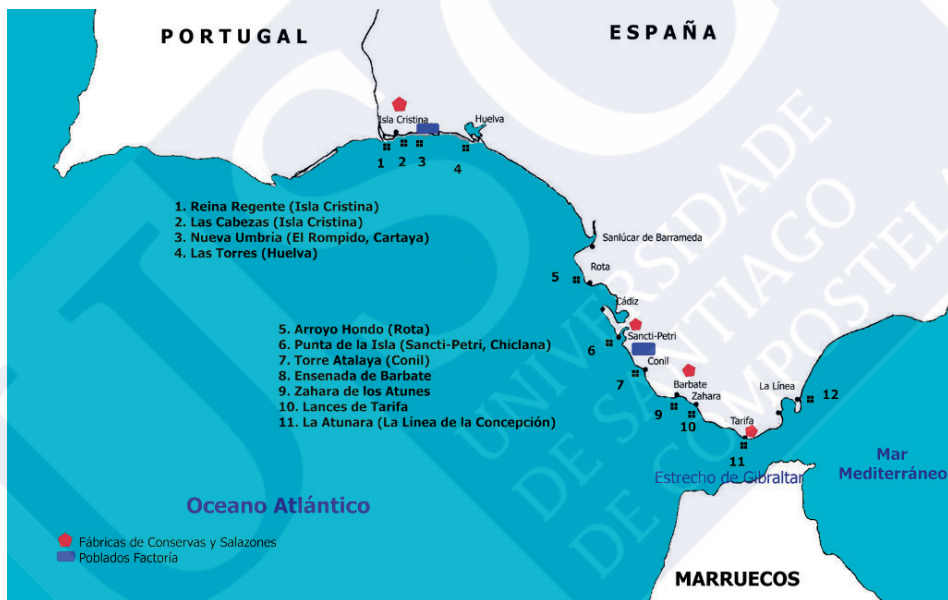 PORTUGAL
ESPAÑA
Isla Cristina
Huelva
1
2
3
4
1. Reina Regente (Isla Cristina)
2. Las Cabezas (Isla Cristina)
3. Nueva Umbría (El Rompido, Cartaya)
4. Las Torres (Huelva)
Sanlúcar de Barrameda
5
Rota
Cádiz
5. Arroyo Hondo (Rota)
6. Punta de la Isla (Sancti-Petri, Chiclana)
7. Torre Atalaya (Conil)
8. Ensenada de Barbate
9. Zahara de los Atunes
10. Lances de Tarifa
11. La Atunara (La Línea de la Concepción)
Sancti-Petri
6
Conil
7
Barbate
Zahara
La Línea
12
9
10
Tarifa
11
Estrecho de Gibraltar
Mar
Mediterráneo
Oceano Atlántico
Fábricas de Conservas y Salazones
Poblados Factoría
MARRUECOS
USC
UNIVERSIDADE
DE SANTIAGO
DE COMPOSTELA